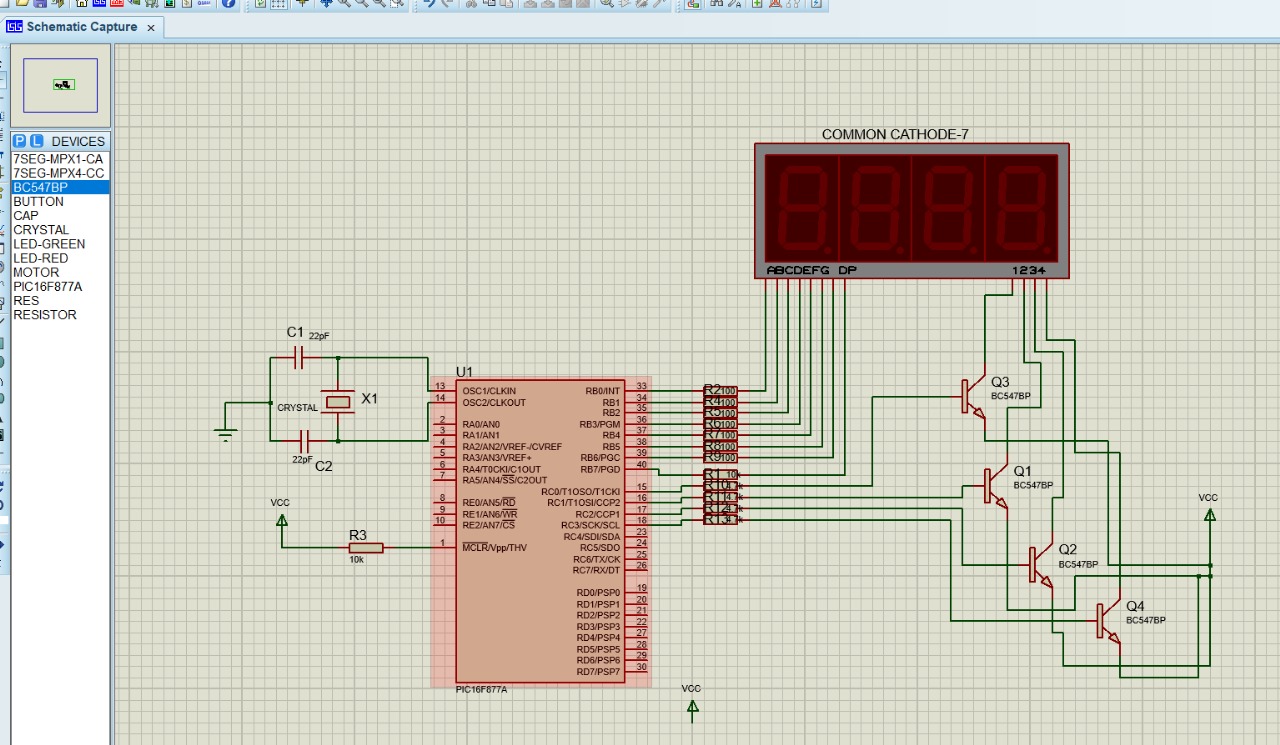 Schematic Capture
P L DEVICES
7SEG-MPX1-CA
7SEG-MPX4-CC
BC547BP
BUTTON
CAP
CRYSTAL
LED-GREEN
LED-RED
MOTOR
PIC16F877A
RES
RESISTOR
COMMON CATHODE-7
ABCDEFG DP
1234
C1
22pF
CRYSTAL
X1
22pF
C2
VCC
R3
10k
U1
13 OSC1/CLKIN
14 OSC2/CLKOUT
2 RA0/AN0
3 RA1/AN1
4 RA2/AN2/VREF-/CVREF
5 RA3/AN3/VREF+
6 RA4/T0CKI/C1OUT
7 RA5/AN4/SS/C2OUT
8 RE0/AN5/RD
9 RE1/AN6/WR
10 RE2/AN7/CS
1 MCLR/Vpp/THV
RB0/INT 33
RB1 34
RB2 35
RB3/PGM 36
RB4 37
RB5 38
RB6/PGC 39
RB7/PGD 40
RC0/T1OSO/T1CKI 15
RC1/T1OSI/CCP2 16
RC2/CCP1 17
RC3/SCK/SCL 18
RC4/SDI/SDA 23
RC5/SDO 24
RC6/TX/CK 25
RC7/RX/DT 26
RD0/PSP0 19
RD1/PSP1 20
RD2/PSP2 21
RD3/PSP3 22
RD4/PSP4 27
RD5/PSP5 28
RD6/PSP6 29
RD7/PSP7 30
PIC16F877A
R2 100
R4 100
R5 100
R6 100
R7 100
R8 100
R9 100
R1 10k
R10
R11
R12
R13
Q3
BC547BP
Q1
BC547BP
Q2
BC547BP
Q4
BC547BP
VCC
VCC